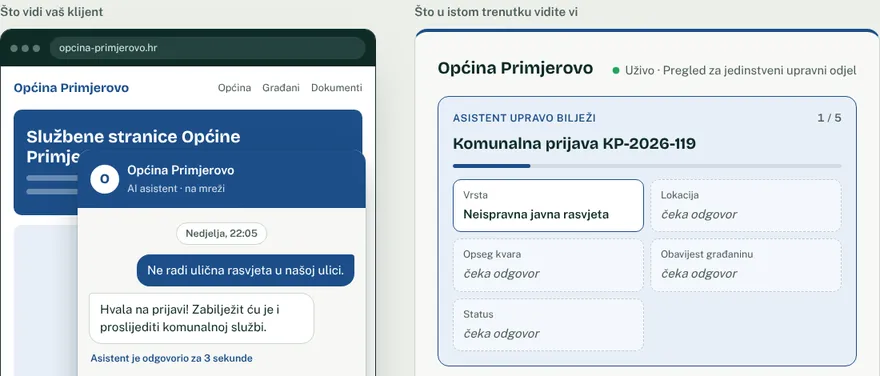 Što vidi vaš klijent
opcina-primjerovo.hr
Općina Primjerovo
Općina Građani Dokumenti
Službene stranice Općine
Primje
O
Općina Primjerovo
AI asistent · na mreži
Nedjelja, 22:05
Ne radi ulična rasvjeta u našoj ulici.
Hvala na prijavi! Zabilježit ću je i
proslijediti komunalnoj službi.
Asistent je odgovorio za 3 sekunde
Što u istom trenutku vidite vi
Općina Primjerovo
Uživo · Pregled za jedinstveni upravni odjel
ASISTENT UPRAVO BILJEŽI
1 / 5
Komunalna prijava KP-2026-119
Vrsta
Neispravna javna rasvjeta
Lokacija
čeka odgovor
Opseg kvara
čeka odgovor
Obavijest građaninu
čeka odgovor
Status
čeka odgovor